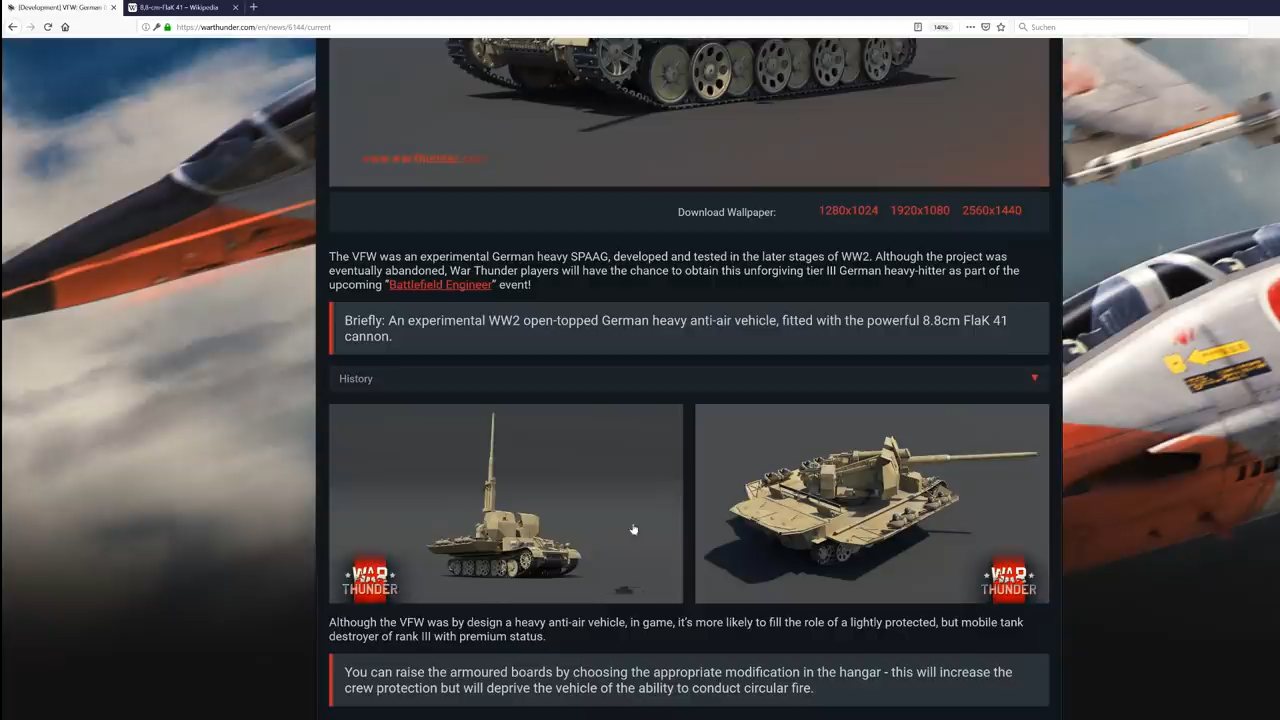 [Development] VFW: German
8,8-cm-FlaK 41 – Wikipedia
https://warthunder.com/en/news/6144/current
140%
Suchen
www.warthunder.com
Download Wallpaper: 1280x1024 1920x1080 2560x1440
The VFW was an experimental German heavy SPAAG, developed and tested in the later stages of WW2. Although the project was
eventually abandoned, War Thunder players will have the chance to obtain this unforgiving tier III German heavy-hitter as part of the
upcoming “Battlefield Engineer” event!
Briefly: An experimental WW2 open-topped German heavy anti-air vehicle, fitted with the powerful 8.8cm FlaK 41
cannon.
History
WAR
THUNDER
WAR
THUNDER
Although the VFW was by design a heavy anti-air vehicle, in game, it's more likely to fill the role of a lightly protected, but mobile tank
destroyer of rank III with premium status.
You can raise the armoured boards by choosing the appropriate modification in the hangar - this will increase the
crew protection but will deprive the vehicle of the ability to conduct circular fire.